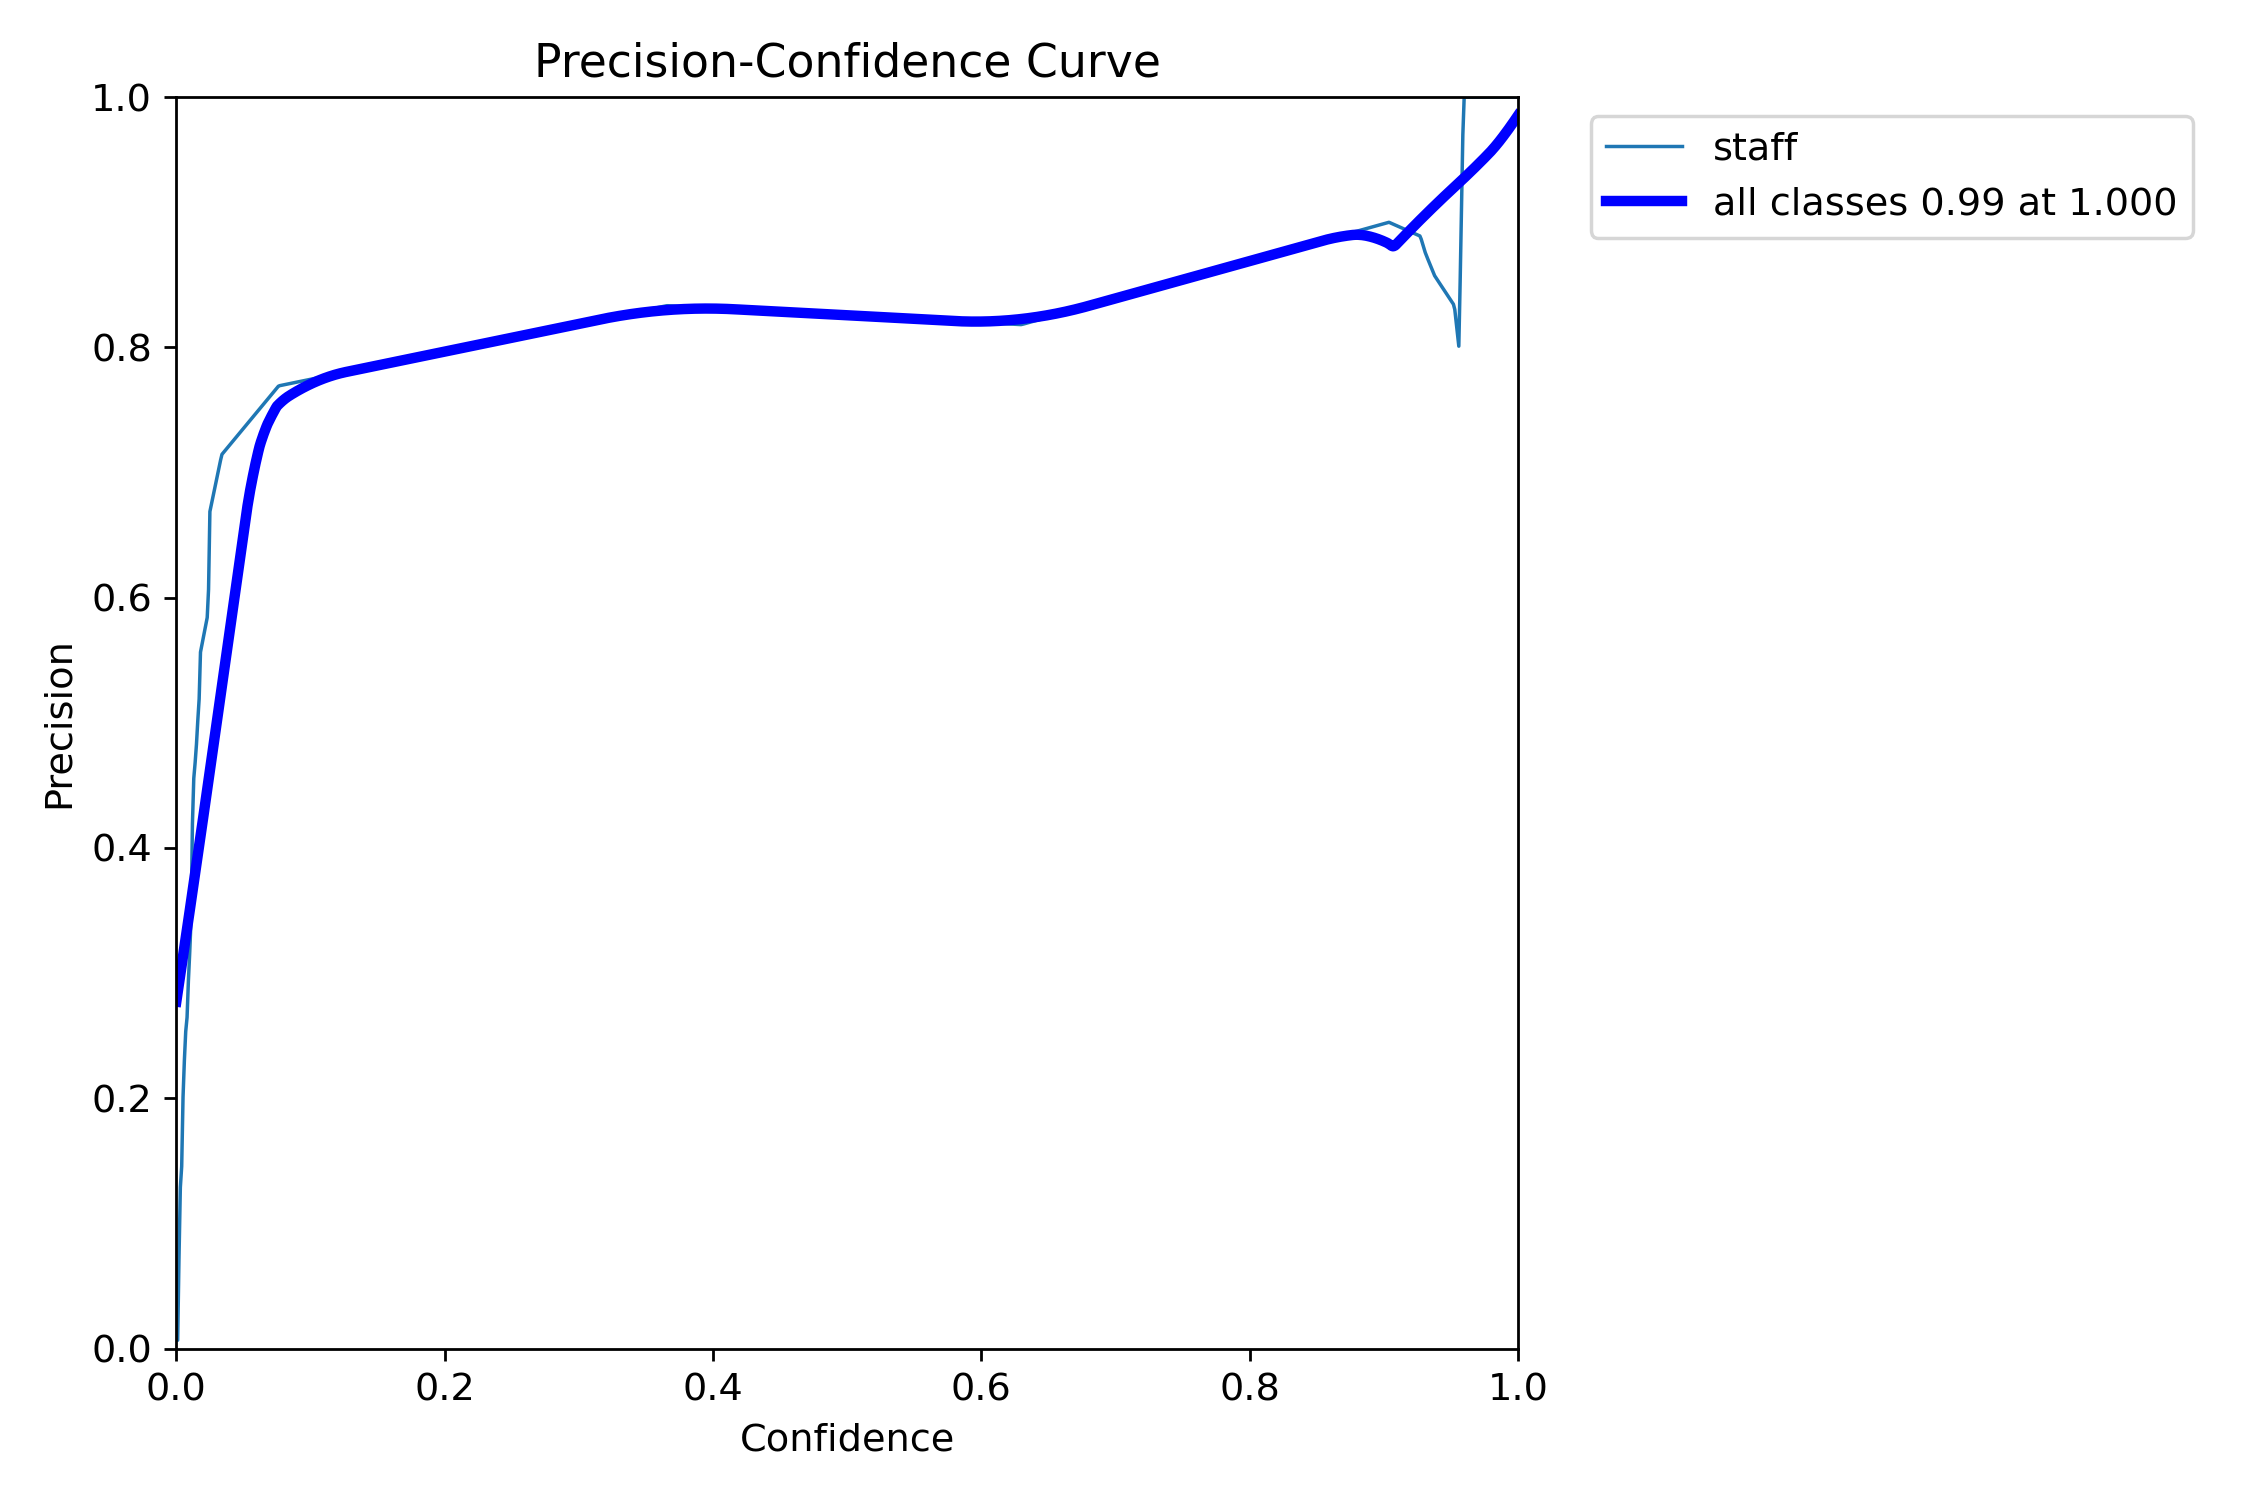 Precision-Confidence Curve
1.0
0.8
0.6
0.4
0.2
0.0
Precision
0.0 0.2 0.4 0.6 0.8 1.0
Confidence
staff
all classes 0.99 at 1.000